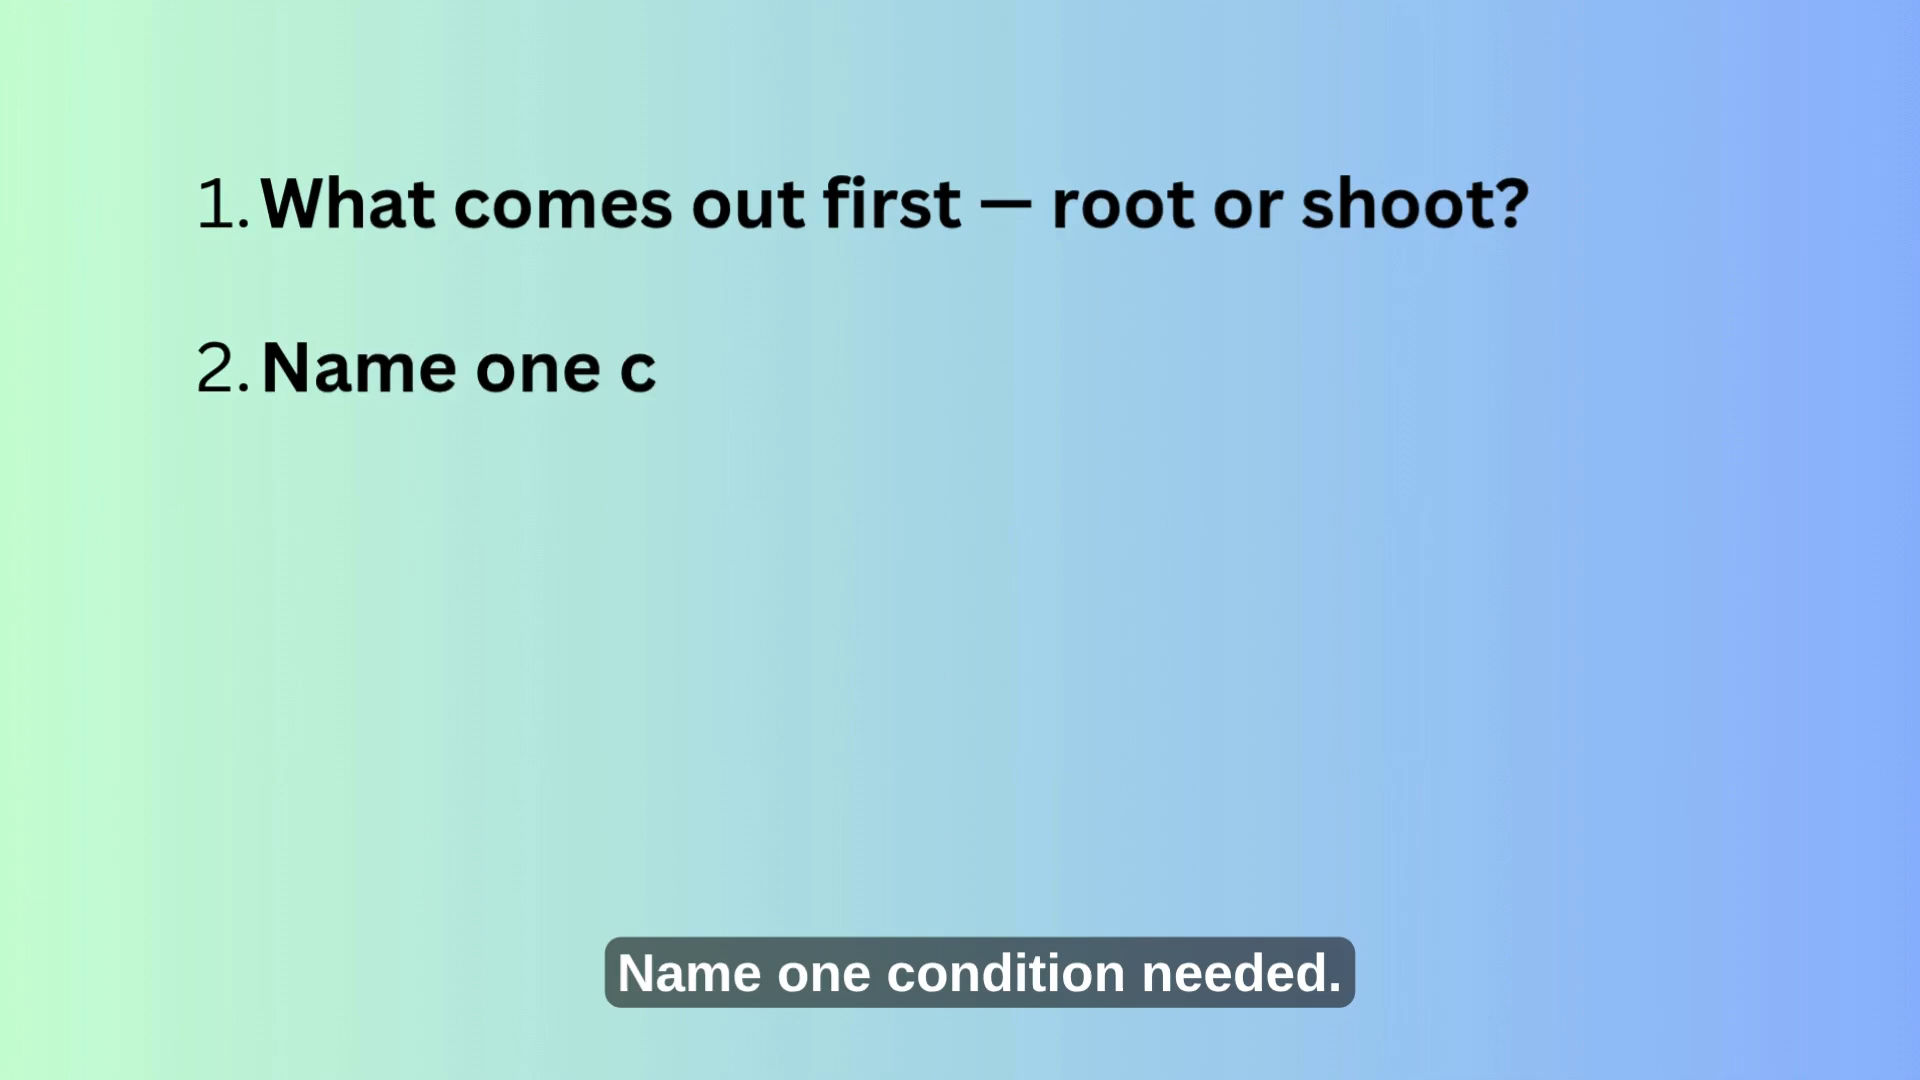 1. What comes out first — root or shoot?
2. Name one c
Name one condition needed.